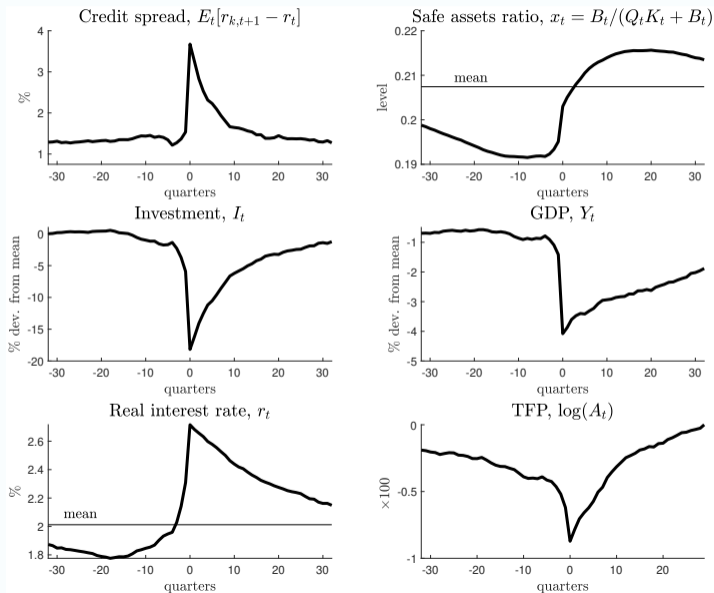 Credit spread, $E_t[r_{k,t+1} - r_t]$
4
3
2
1
%
-30 -20 -10 0 10 20 30
quarters
Safe assets ratio, $x_t = B_t/(Q_tK_t + B_t)$
0.22
0.21
0.2
0.19
level
mean
-30 -20 -10 0 10 20 30
quarters
Investment, $I_t$
0
-5
-10
-15
-20
% dev. from mean
-30 -20 -10 0 10 20 30
quarters
GDP, $Y_t$
-1
-2
-3
-4
-5
% dev. from mean
-30 -20 -10 0 10 20 30
quarters
Real interest rate, $r_t$
2.6
2.4
2.2
2
1.8
%
mean
-30 -20 -10 0 10 20 30
quarters
TFP, $\log(A_t)$
0
-0.5
-1
×100
-20 -10 0 10 20
quarters